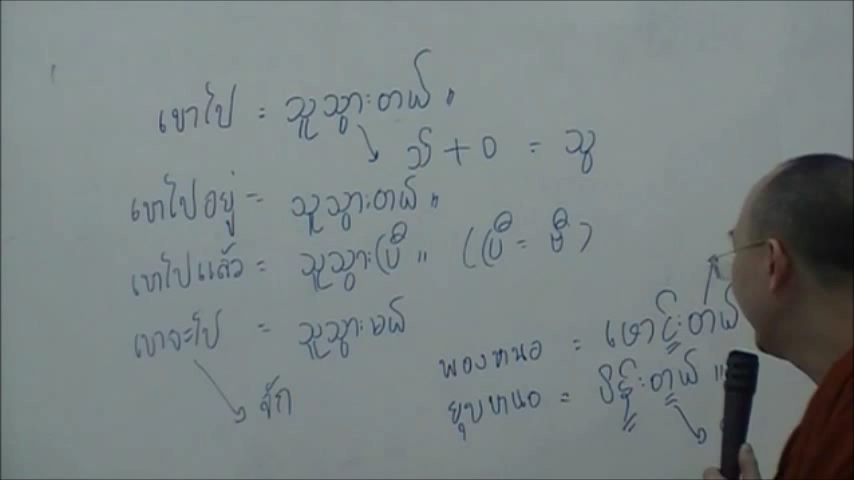 เขาไป = သူသွားတယ်။
သ + ဝ = သွ
เขาไปอยู่ = သူသွားတယ်။
เขาไปแล้ว = သူသွားပြီ။ (ပြီ = ဗီ)
เขาจะไป = သူသွားမယ်
จัก
พองหนอ = ဖောင်းတယ်
ยุบหนอ = ပိန်းတယ်။